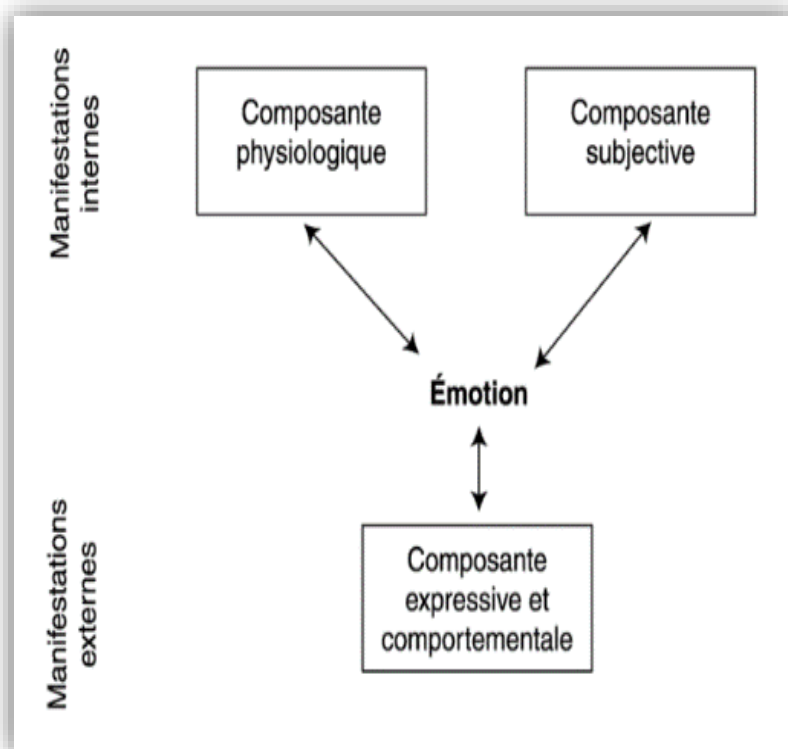 Manifestations
internes
Composante
physiologique
Composante
subjective
Émotion
Manifestations
externes
Composante
expressive et
comportementale